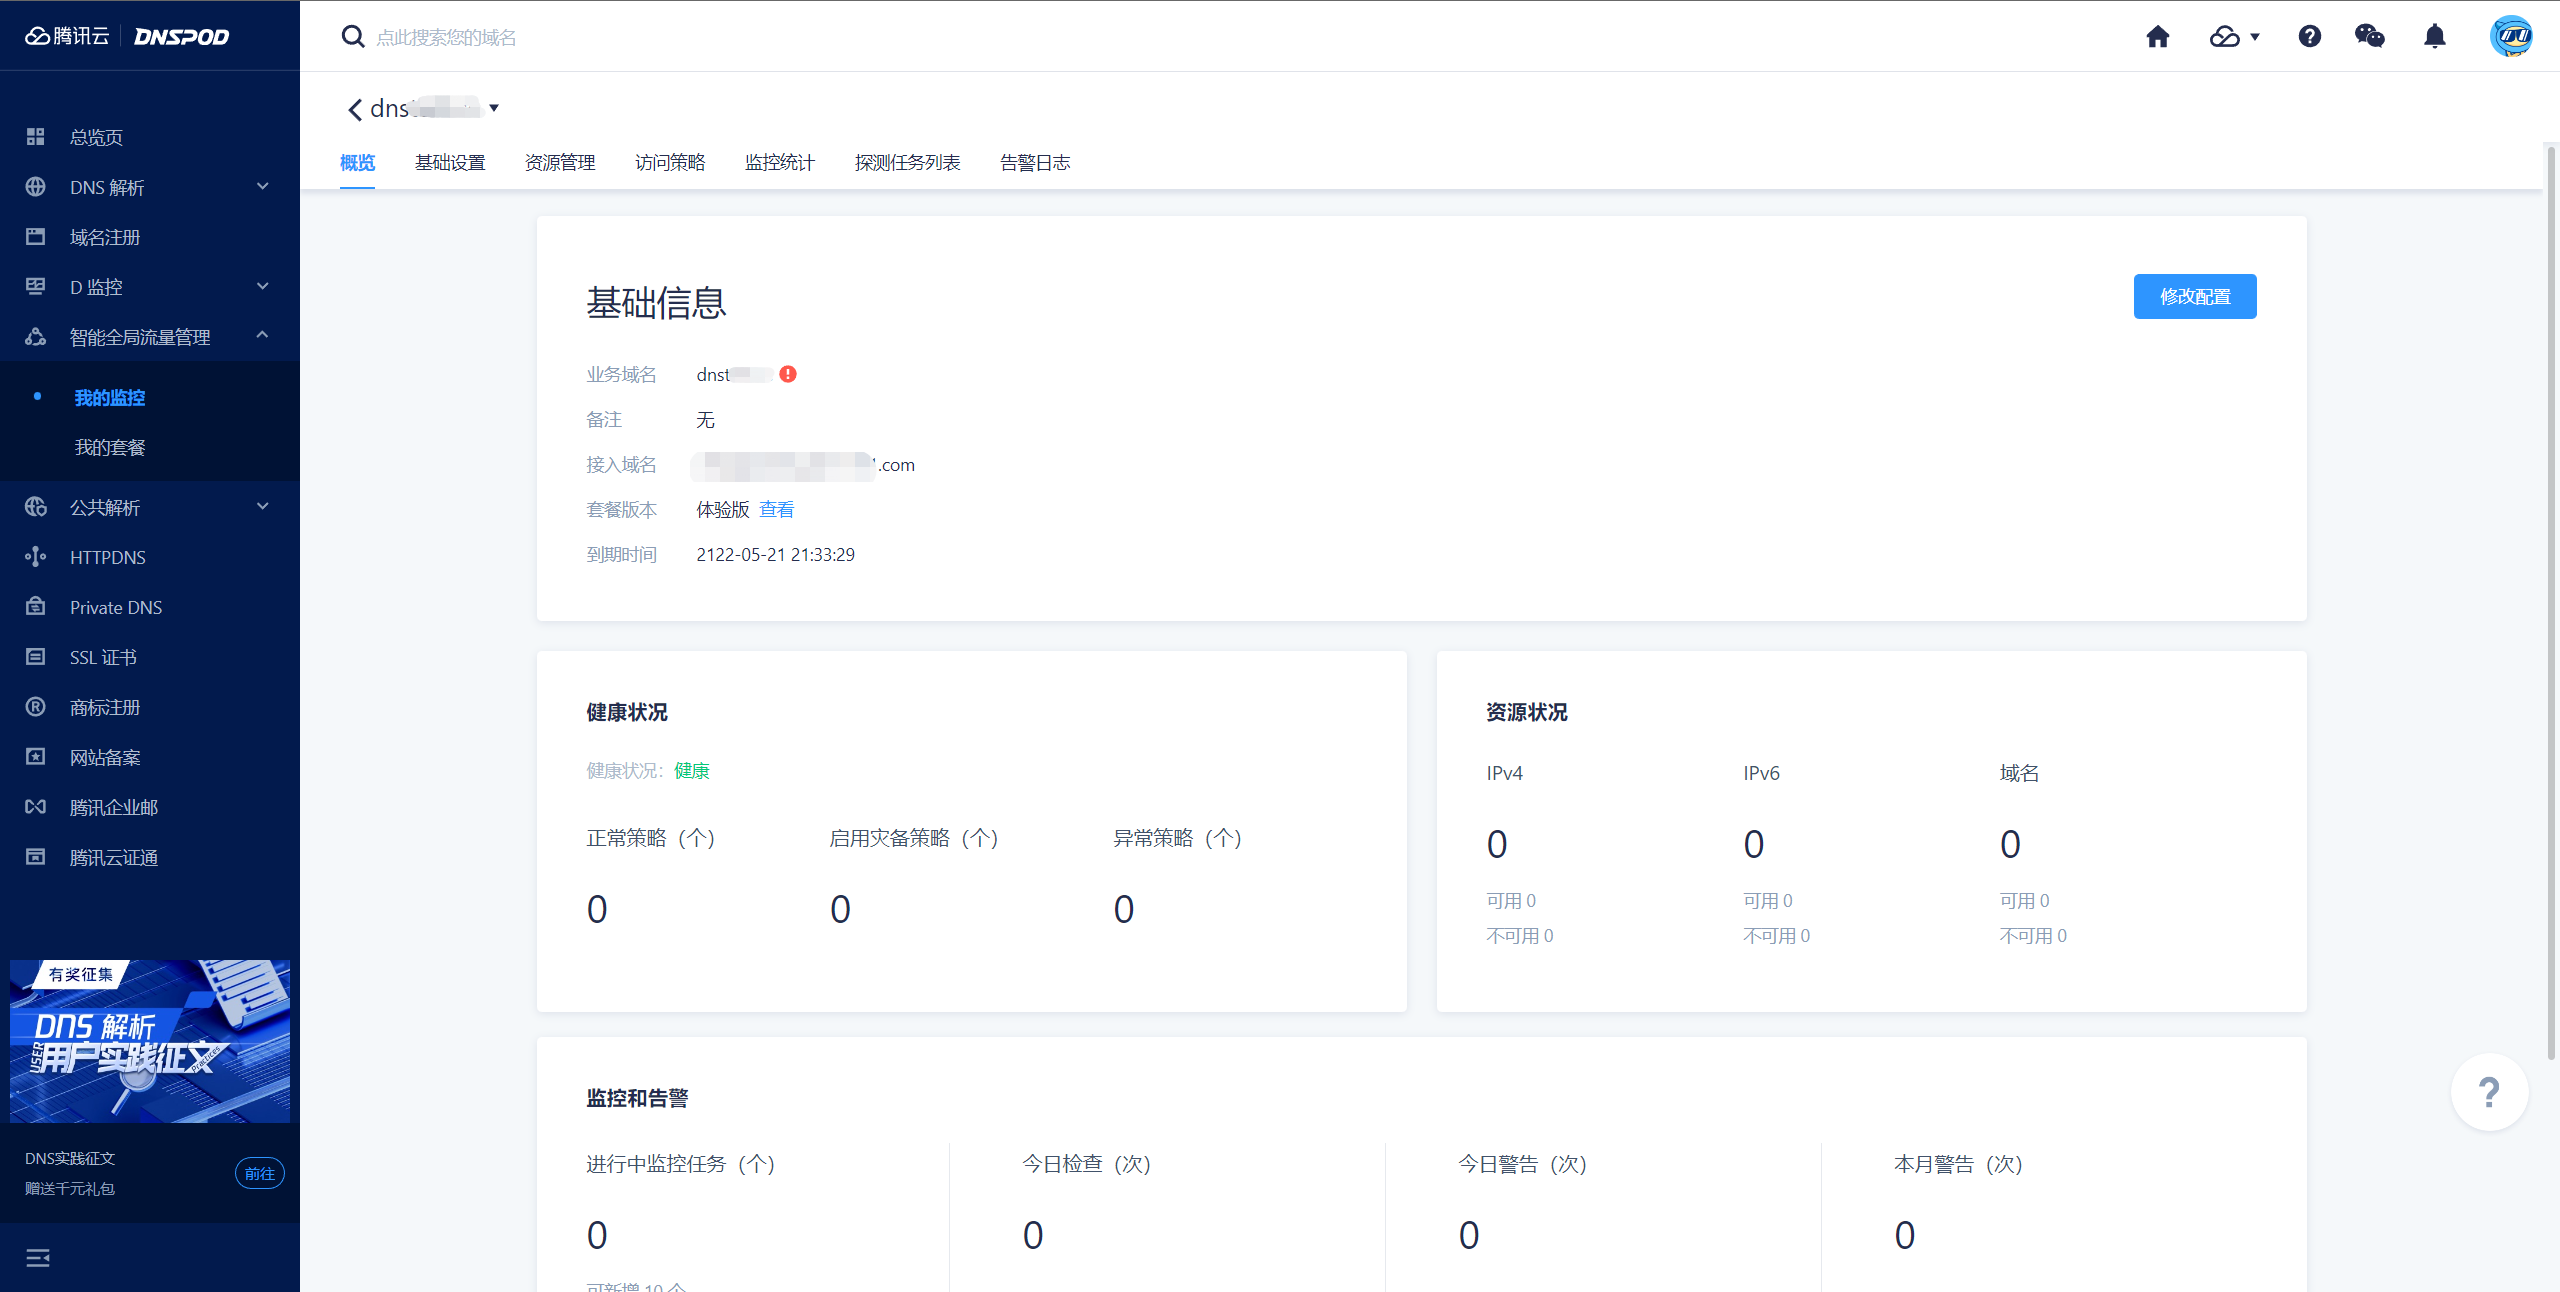 腾讯云 DNSPOD
点此搜索您的域名
总览页
DNS 解析
域名注册
D 监控
智能全局流量管理
我的监控
我的套餐
公共解析
HTTPDNS
Private DNS
SSL 证书
商标注册
网站备案
腾讯企业邮
腾讯云证通
有奖征集
DNS 解析
USER
用户实践征文
Practices
DNS实践征文
赠送千元礼包
前往
dnst
概览 基础设置 资源管理 访问策略 监控统计 探测任务列表 告警日志
基础信息
修改配置
业务域名 dnst
备注 无
接入域名 .com
套餐版本 体验版 查看
到期时间 2122-05-21 21:33:29
健康状况
健康状况：健康
正常策略（个） 启用灾备策略（个） 异常策略（个）
0 0 0
资源状况
IPv4 IPv6 域名
0 0 0
可用 0 可用 0 可用 0
不可用 0 不可用 0 不可用 0
监控和告警
进行中监控任务（个） 今日检查（次） 今日警告（次） 本月警告（次）
0 0 0 0
可新增 10 个